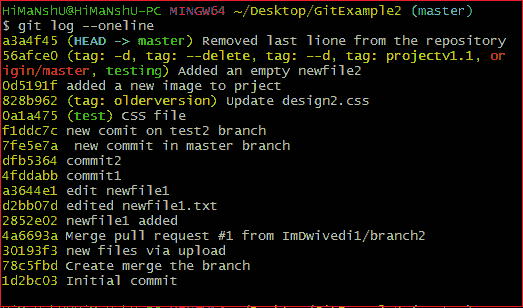 HiMaNshU@HiMaNshU-PC MINGW64 ~/Desktop/GitExample2 (master)
$ git log --oneline
a3a4f45 (HEAD -> master) Removed last lione from the repository
56afce0 (tag: -d, tag: --delete, tag: --d, tag: projectv1.1, or
igin/master, testing) Added an empty newfile2
0d5191f added a new image to prject
828b962 (tag: olderversion) Update design2.css
0a1a475 (test) CSS file
f1ddc7c new comit on test2 branch
7fe5e7a  new commit in master branch
dfb5364 commit2
4fddabb commit1
a3644e1 edit newfile1
d2bb07d edited newfile1.txt
2852e02 newfile1 added
4a6693a Merge pull request #1 from ImDwivedi1/branch2
30193f3 new files via upload
78c5fbd Create merge the branch
1d2bc03 Initial commit